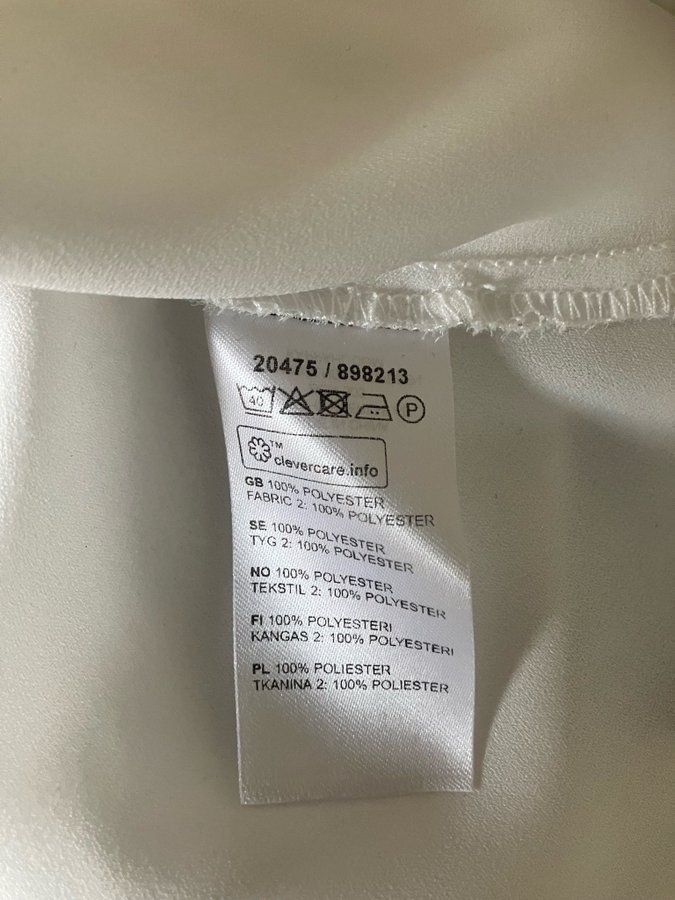 20475 / 898213
40 P
TM
clevercare.info
GB 100% POLYESTER
FABRIC 2: 100% POLYESTER
SE 100% POLYESTER
TYG 2: 100% POLYESTER
NO 100% POLYESTER
TEKSTIL 2: 100% POLYESTER
FI 100% POLYESTERI
KANGAS 2: 100% POLYESTERI
PL 100% POLIESTER
TKANINA 2: 100% POLIESTER